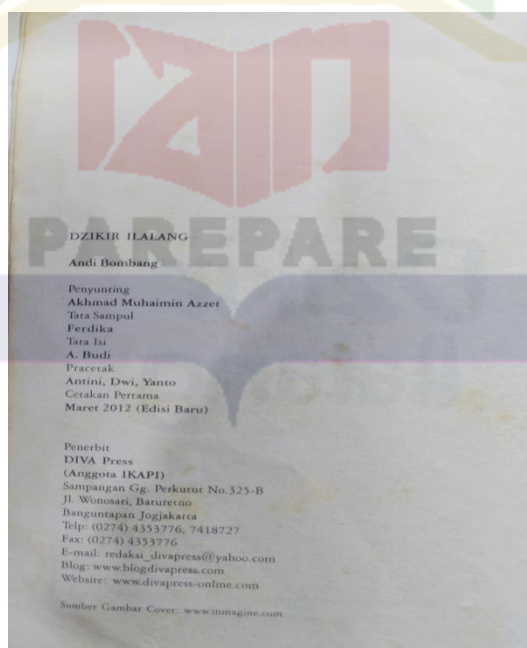 iain
PAREPARE
DZIKIR ILALANG
Andi Bombang
Penyunting
Akhmad Muhaimin Azzet
Tata Sampul
Ferdika
Tata Isi
A. Budi
Pracetak
Antini, Dwi, Yanto
Cetakan Pertama
Maret 2012 (Edisi Baru)
Penerbit
DIVA Press
(Anggota IKAPI)
Sampangan Gg. Perkutut No.325-B
Jl. Wonosari, Baturetno
Banguntapan Jogjakarta
Telp: (0274) 4353776, 7418727
Fax: (0274) 4353776
E-mail: redaksi_divapress@yahoo.com
Blog: www.blogdivapress.com
Website: www.divapress-online.com
Sumber Gambar Cover: www.inmagine.com